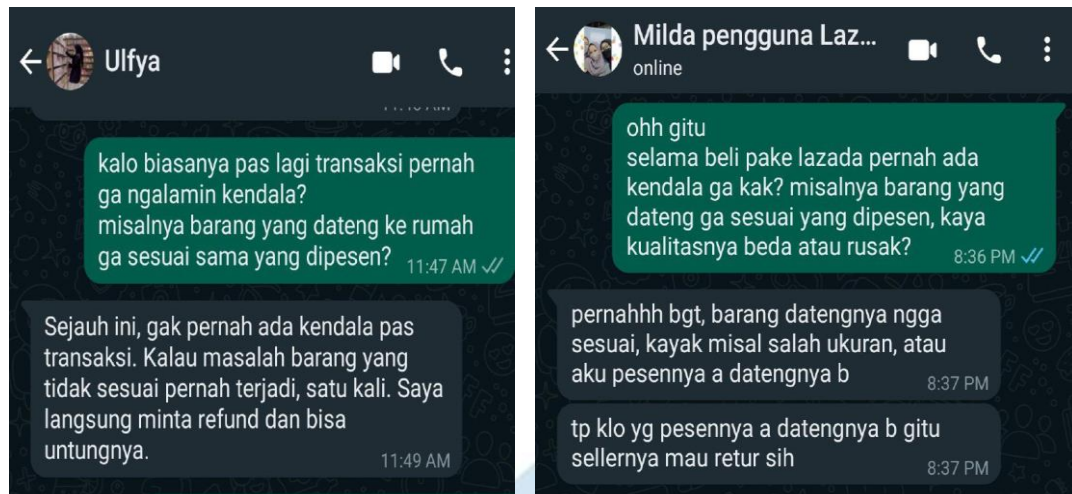 Ulfya
kalo biasanya pas lagi transaksi pernah
ga ngalamin kendala?
misalnya barang yang dateng ke rumah
ga sesuai sama yang dipesen?
11:47 AM
Sejauh ini, gak pernah ada kendala pas
transaksi. Kalau masalah barang yang
tidak sesuai pernah terjadi, satu kali. Saya
langsung minta refund dan bisa
untungnya.
11:49 AM
Milda pengguna Laz...
online
ohh gitu
selama beli pake lazada pernah ada
kendala ga kak? misalnya barang yang
dateng ga sesuai yang dipesen, kaya
kualitasnya beda atau rusak?
8:36 PM
pernahhh bgt, barang datengnya ngga
sesuai, kayak misal salah ukuran, atau
aku pesennya a datengnya b
8:37 PM
tp klo yg pesennya a datengnya b gitu
sellernya mau retur sih
8:37 PM